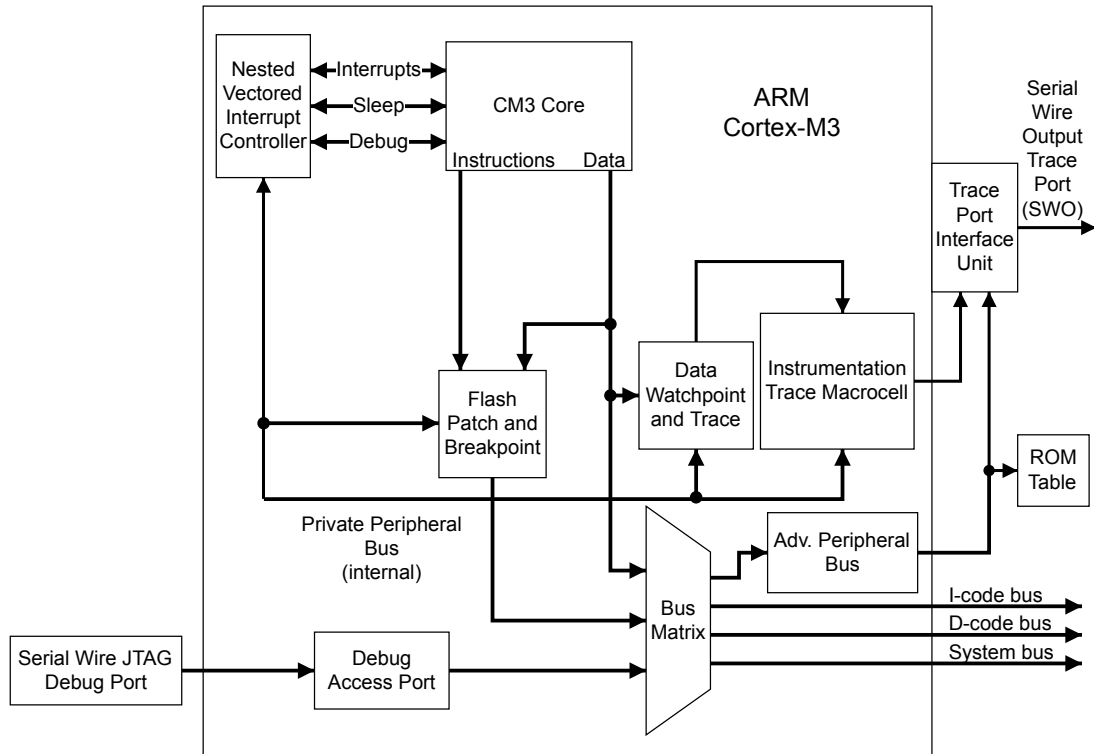 Nested
Vectored
Interrupt
Controller
Interrupts
Sleep
Debug
CM3 Core
Instructions
Data
ARM
Cortex-M3
Serial
Wire
Output
Trace
Port
(SWO)
Trace
Port
Interface
Unit
Flash
Patch and
Breakpoint
Data
Watchpoint
and Trace
Instrumentation
Trace Macrocell
ROM
Table
Private Peripheral
Bus
(internal)
Adv. Peripheral
Bus
Bus
Matrix
I-code bus
D-code bus
System bus
Serial Wire JTAG
Debug Port
Debug
Access Port